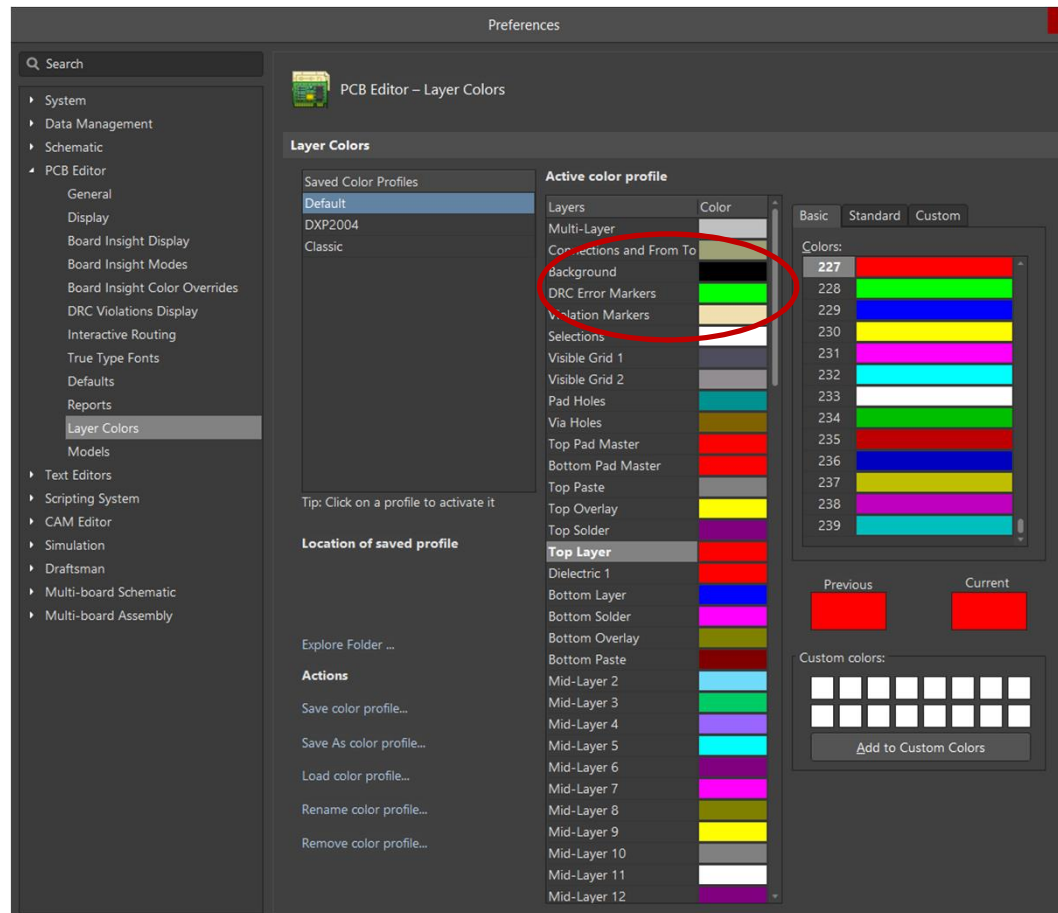 Preferences
Search
System
Data Management
Schematic
PCB Editor
General
Display
Board Insight Display
Board Insight Modes
Board Insight Color Overrides
DRC Violations Display
Interactive Routing
True Type Fonts
Defaults
Reports
Layer Colors
Models
Text Editors
Scripting System
CAM Editor
Simulation
Draftsman
Multi-board Schematic
Multi-board Assembly
PCB Editor – Layer Colors
Layer Colors
Saved Color Profiles
Default
DXP2004
Classic
Tip: Click on a profile to activate it
Location of saved profile
Explore Folder ...
Actions
Save color profile...
Save As color profile...
Load color profile...
Rename color profile...
Remove color profile...
Active color profile
Layers Color
Multi-Layer
Connections and From To
Background
DRC Error Markers
Violation Markers
Selections
Visible Grid 1
Visible Grid 2
Pad Holes
Via Holes
Top Pad Master
Bottom Pad Master
Top Paste
Top Overlay
Top Solder
Top Layer
Dielectric 1
Bottom Layer
Bottom Solder
Bottom Overlay
Bottom Paste
Mid-Layer 2
Mid-Layer 3
Mid-Layer 4
Mid-Layer 5
Mid-Layer 6
Mid-Layer 7
Mid-Layer 8
Mid-Layer 9
Mid-Layer 10
Mid-Layer 11
Mid-Layer 12
Basic Standard Custom
Colors:
227
228
229
230
231
232
233
234
235
236
237
238
239
Previous Current
Custom colors:
Add to Custom Colors